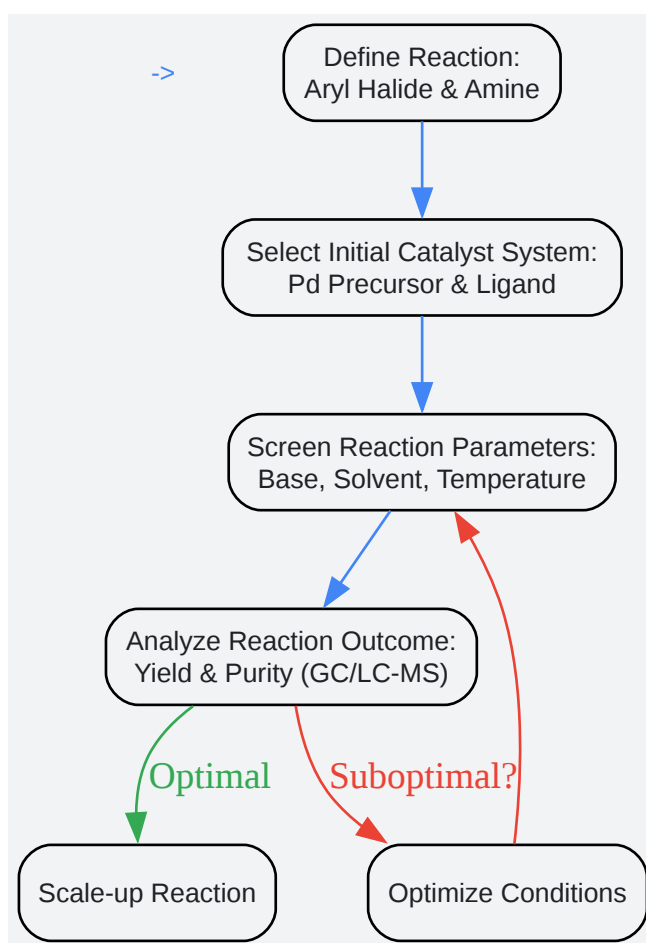 Define Reaction:
Aryl Halide & Amine
->
Select Initial Catalyst System:
Pd Precursor & Ligand
Screen Reaction Parameters:
Base, Solvent, Temperature
Analyze Reaction Outcome:
Yield & Purity (GC/LC-MS)
Optimal
Suboptimal?
Scale-up Reaction
Optimize Conditions